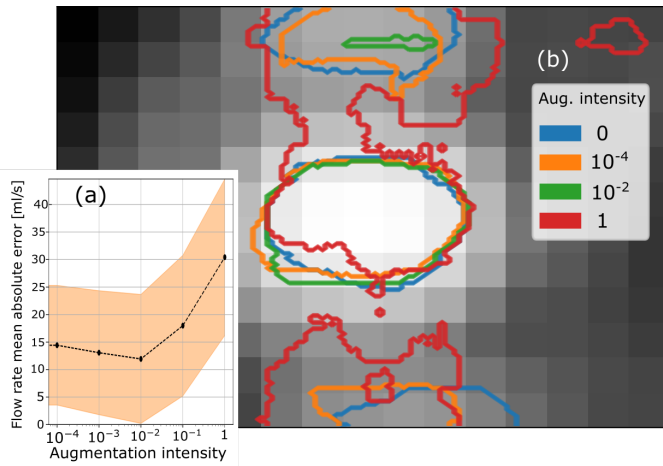 (b)
Aug. intensity
0
10⁻⁴
10⁻²
1
(a)
Flow rate mean absolute error [ml/s]
40
35
30
25
20
15
10
5
0
10⁻⁴ 10⁻³ 10⁻² 10⁻¹ 1
Augmentation intensity